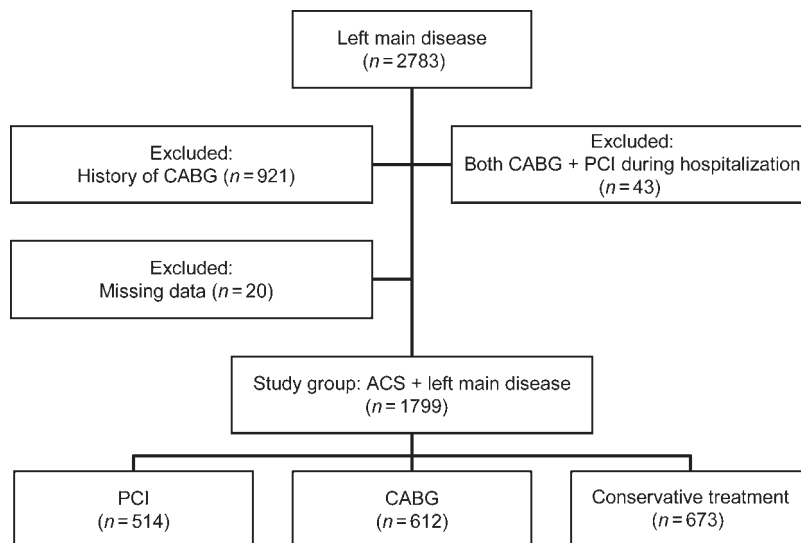 Left main disease
(n = 2783)
Excluded:
History of CABG (n = 921)
Excluded:
Both CABG + PCI during hospitalization
(n = 43)
Excluded:
Missing data (n = 20)
Study group: ACS + left main disease
(n = 1799)
PCI
(n = 514)
CABG
(n = 612)
Conservative treatment
(n = 673)